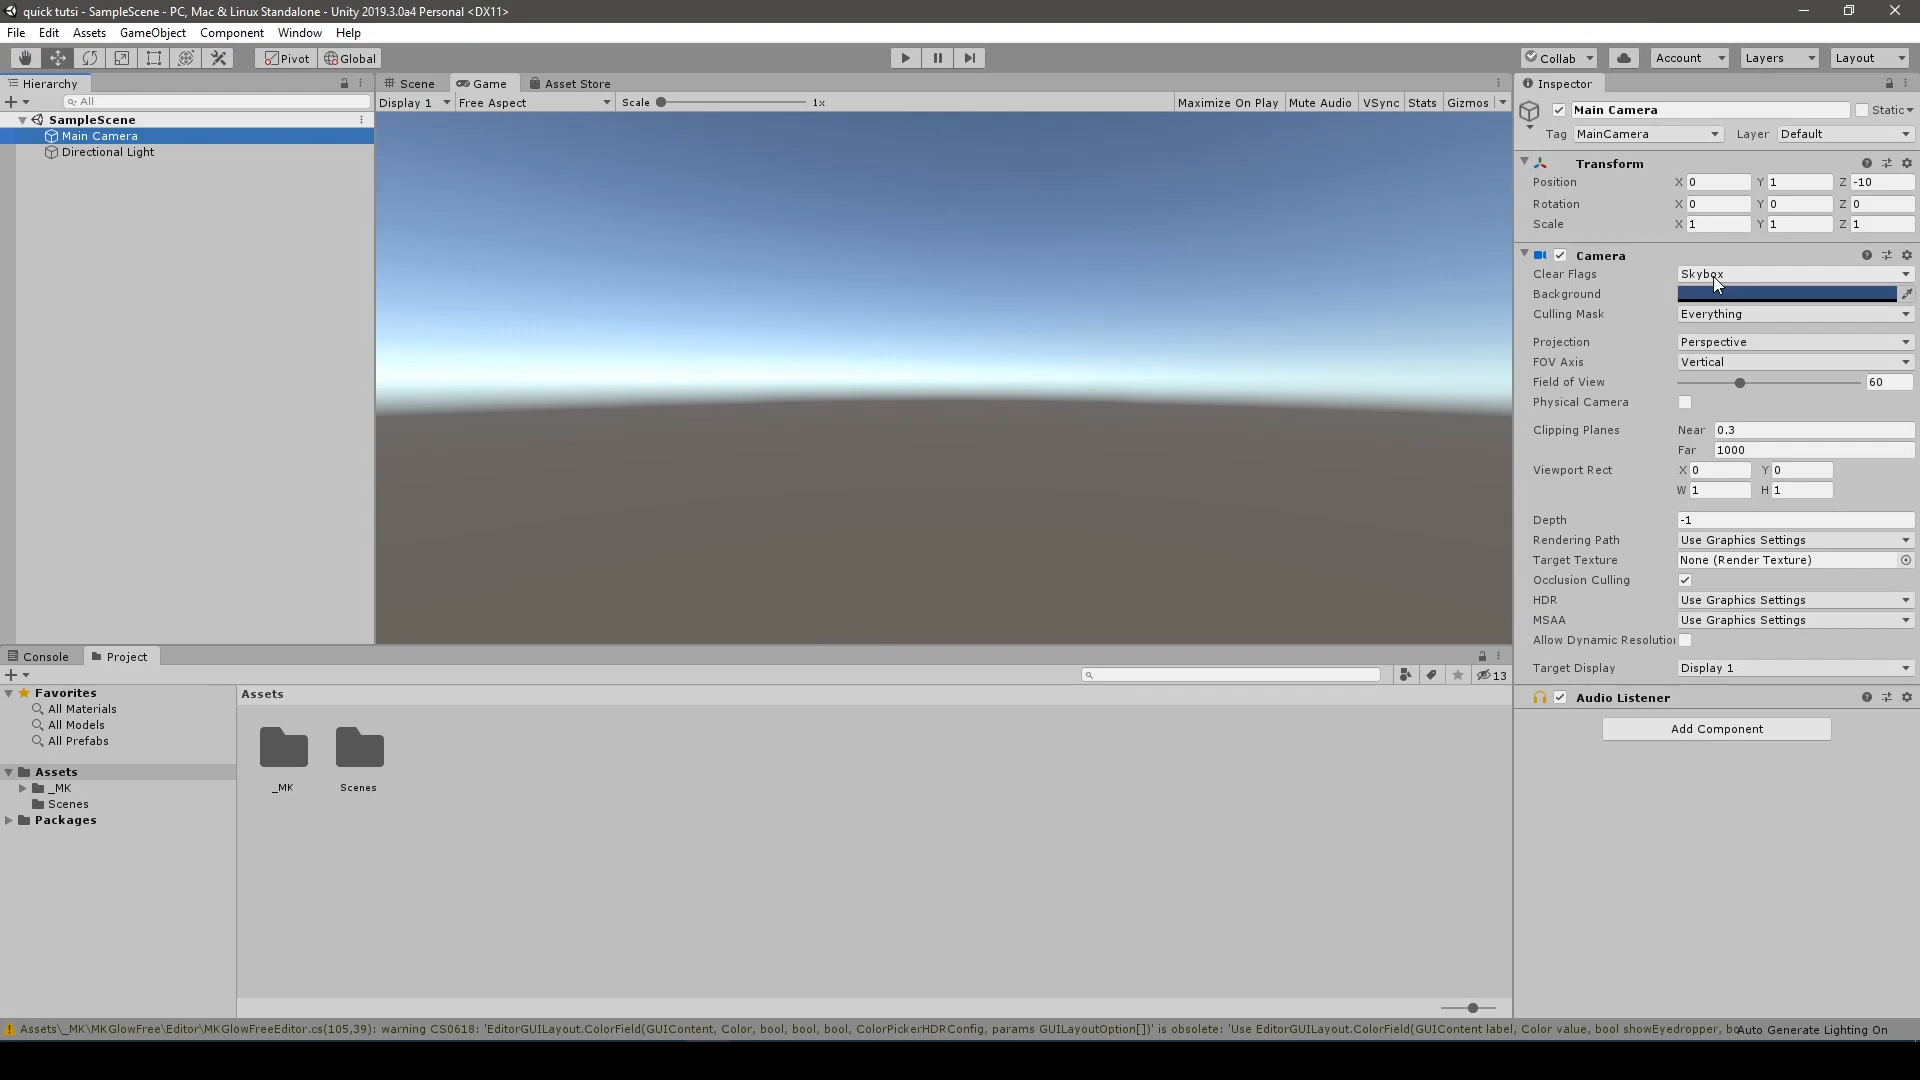 quick tutsi - SampleScene - PC, Mac & Linux Standalone - Unity 2019.3.0a4 Personal <DX11>
File Edit Assets GameObject Component Window Help
Pivot Global Collab Account Layers Layout
Hierarchy Scene Game Asset Store Inspector
All Display 1 Free Aspect Scale 1x Maximize On Play Mute Audio VSync Stats Gizmos
SampleScene
Main Camera
Directional Light
Main Camera Static
Tag MainCamera Layer Default
Transform
Position X 0 Y 1 Z -10
Rotation X 0 Y 0 Z 0
Scale X 1 Y 1 Z 1
Camera
Clear Flags Skybox
Background
Culling Mask Everything
Projection Perspective
FOV Axis Vertical
Field of View 60
Physical Camera
Clipping Planes Near 0.3
Far 1000
Viewport Rect X 0 Y 0
W 1 H 1
Depth -1
Rendering Path Use Graphics Settings
Target Texture None (Render Texture)
Occlusion Culling
HDR Use Graphics Settings
MSAA Use Graphics Settings
Allow Dynamic Resolutio
Target Display Display 1
Audio Listener
Add Component
Console Project
13
Favorites
All Materials
All Models
All Prefabs
Assets
_MK
Scenes
Packages
Assets
_MK Scenes
Assets\_MK\MKGlowFree\Editor\MKGlowFreeEditor.cs(105,39): warning CS0618: 'EditorGUILayout.ColorField(GUIContent, Color, bool, bool, bool, ColorPickerHDRConfig, params GUILayoutOption[])' is obsolete: 'Use EditorGUILayout.ColorField(GUIContent label, Color value, bool showEyedropper, bo
Auto Generate Lighting On